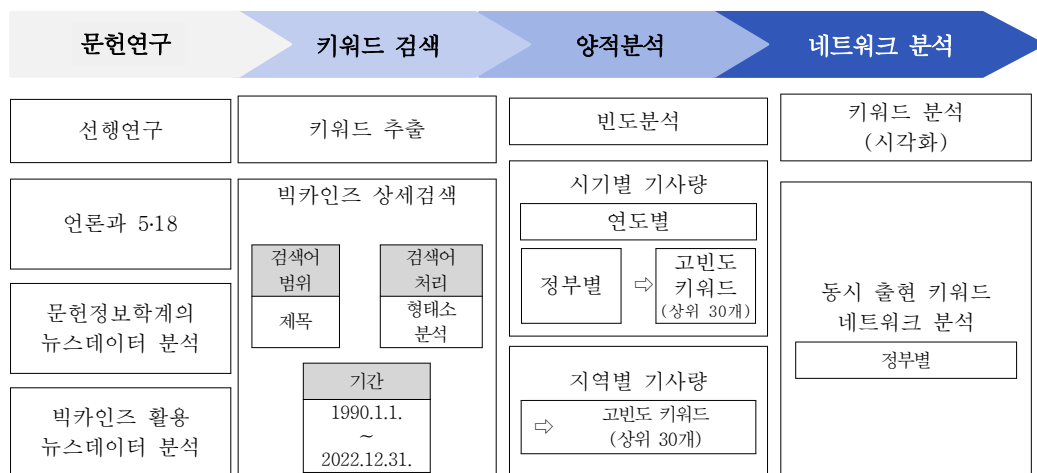 문헌연구
키워드 검색
양적분석
네트워크 분석
선행연구
언론과 5·18
문헌정보학계의
뉴스데이터 분석
빅카인즈 활용
뉴스데이터 분석
키워드 추출
빅카인즈 상세검색
검색어
범위
제목
검색어
처리
형태소
분석
기간
1990.1.1.
~
2022.12.31.
빈도분석
시기별 기사량
연도별
정부별
⇨
고빈도
키워드
(상위 30개)
지역별 기사량
⇨
고빈도 키워드
(상위 30개)
키워드 분석
(시각화)
동시 출현 키워드
네트워크 분석
정부별